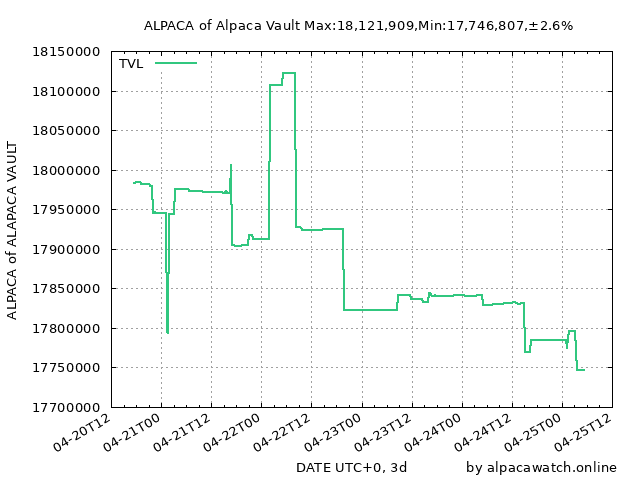 ALPACA of Alpaca Vault Max:18,121,909,Min:17,746,807,±2.6%
TVL
18150000
18100000
18050000
18000000
17950000
17900000
17850000
17800000
17750000
17700000
ALPACA of ALAPACA VAULT
04-20T12
04-21T00
04-21T12
04-22T00
04-22T12
04-23T00
04-23T12
04-24T00
04-24T12
04-25T00
04-25T12
DATE UTC+0, 3d
by alpacawatch.online